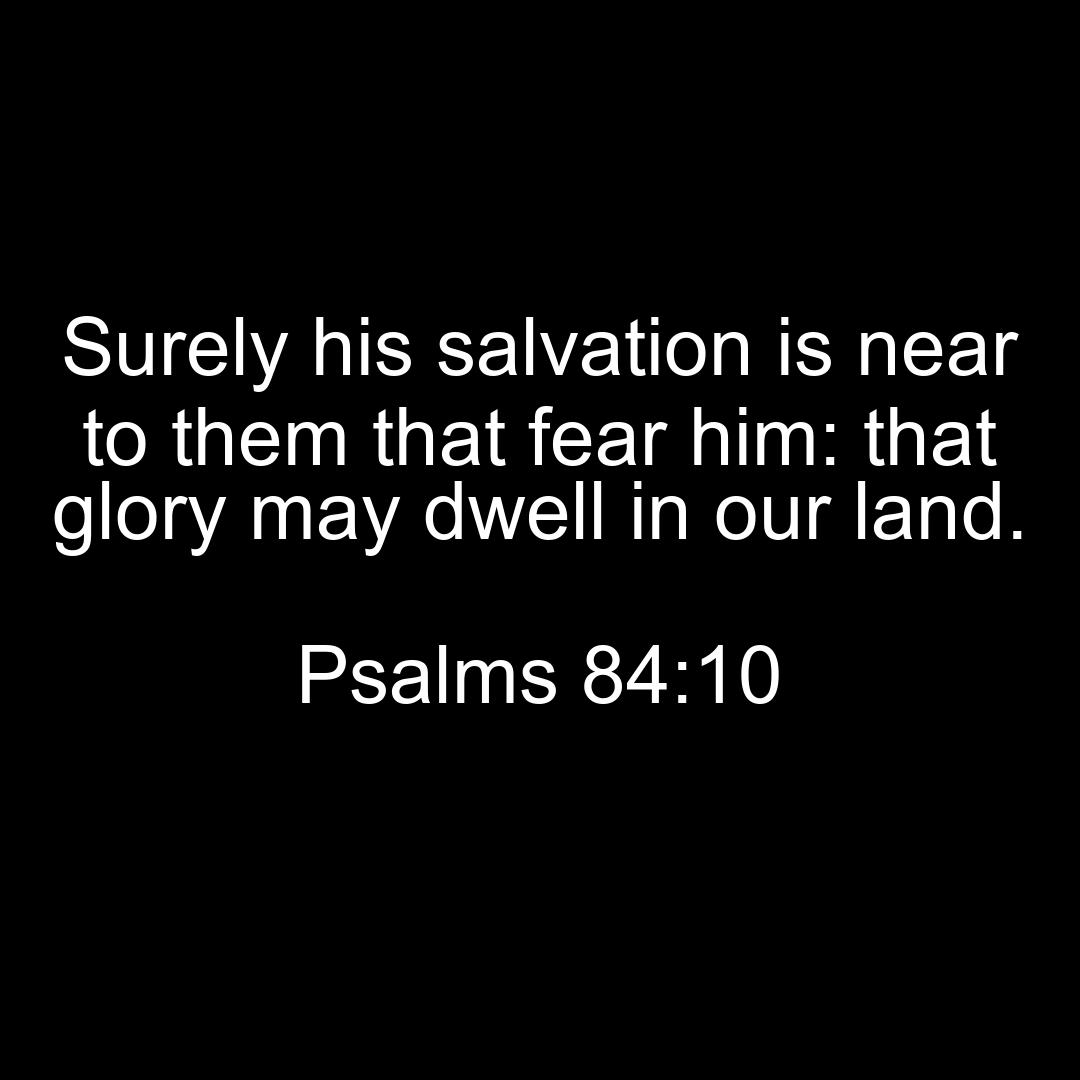 Surely his salvation is near
to them that fear him: that
glory may dwell in our land.
Psalms 84:10